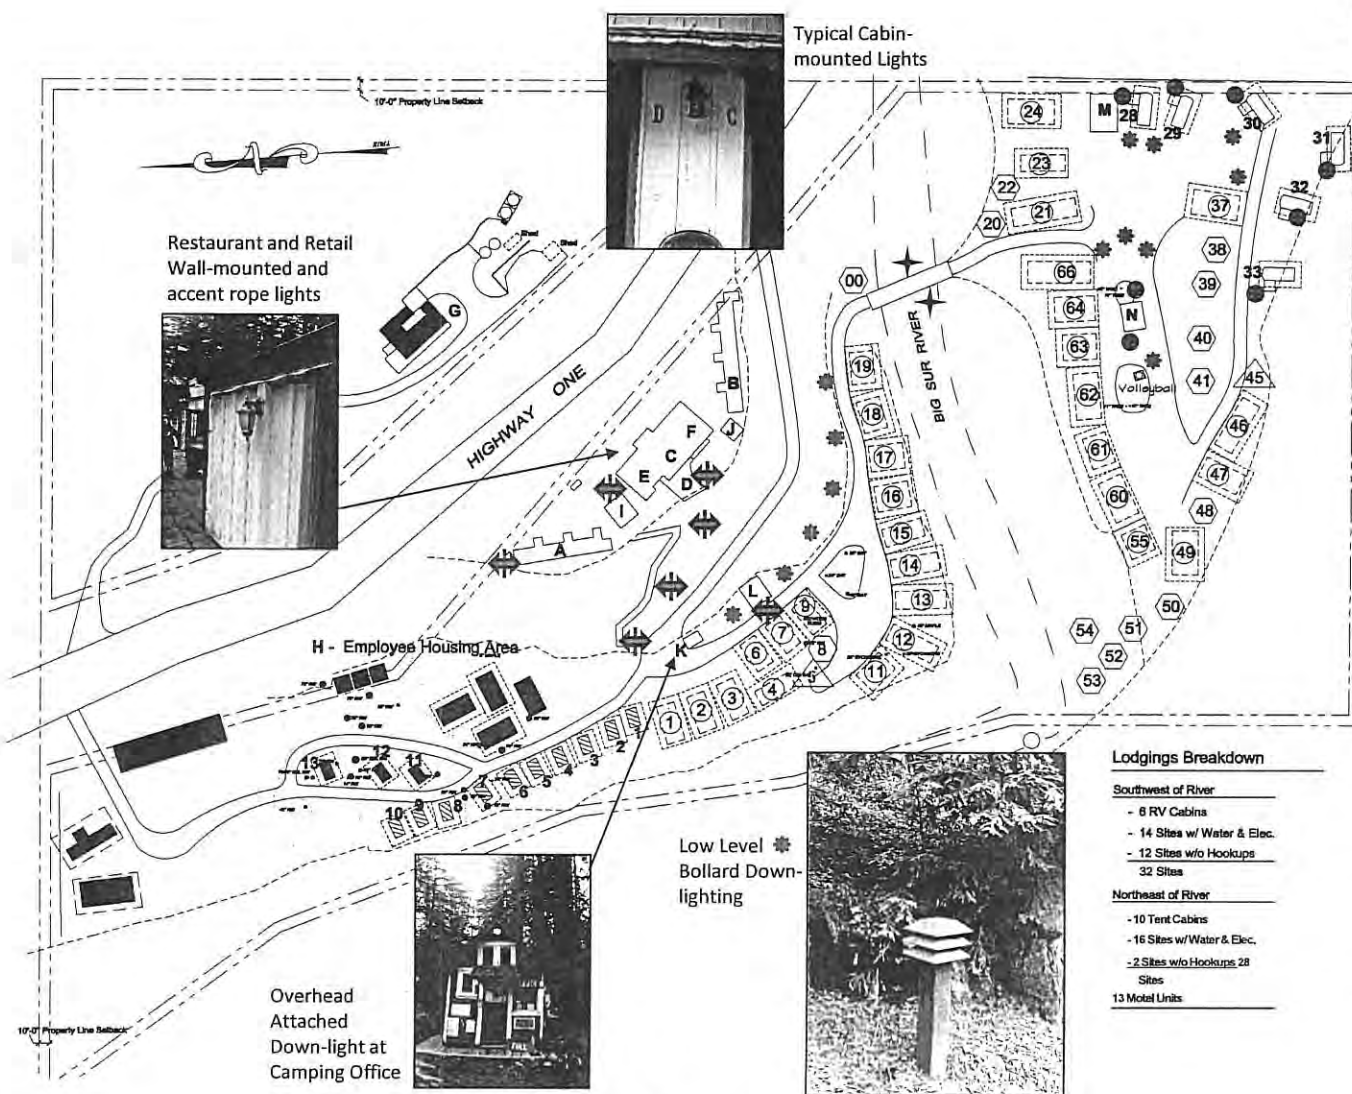 Typical Cabin-
mounted Lights
10'-0" Property Line Setback
TRUE
D C
Restaurant and Retail
Wall-mounted and
accent rope lights
Shed
Shed
G
HIGHWAY ONE
B
J
F
C
E
D
I
A
L
K
H - Employee Housing Area
BIG SUR RIVER
24
M
28
29
30
31
23
22
21
20
37
32
00
66
38
39
33
64
N
63
40
Volleyball
41
45
62
46
61
47
60
48
55
49
50
51
54
52
53
19
18
17
16
15
14
13
12
11
9
7
8
6
5
4
3
2
1
1
2
3
4
5
6
7
8
9
10
11
12
13
Low Level
Bollard Down-
lighting
Overhead
Attached
Down-light at
Camping Office
10'-0" Property Line Setback
Lodgings Breakdown
Southwest of River
- 6 RV Cabins
- 14 Sites w/ Water & Elec.
- 12 Sites w/o Hookups
32 Sites
Northeast of River
- 10 Tent Cabins
- 16 Sites w/ Water & Elec.
- 2 Sites w/o Hookups 28
Sites
13 Motel Units